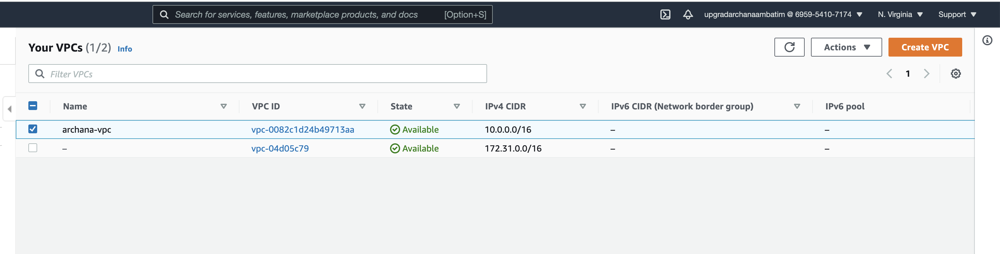 Search for services, features, marketplace products, and docs [Option+S] upgradarchanaambatim @ 6959-5410-7174 N. Virginia Support
Your VPCs (1/2) Info Actions Create VPC
Filter VPCs 1
Name VPC ID State IPv4 CIDR IPv6 CIDR (Network border group) IPv6 pool
archana-vpc vpc-0082c1d24b49713aa Available 10.0.0.0/16 – –
– vpc-04d05c79 Available 172.31.0.0/16 – –